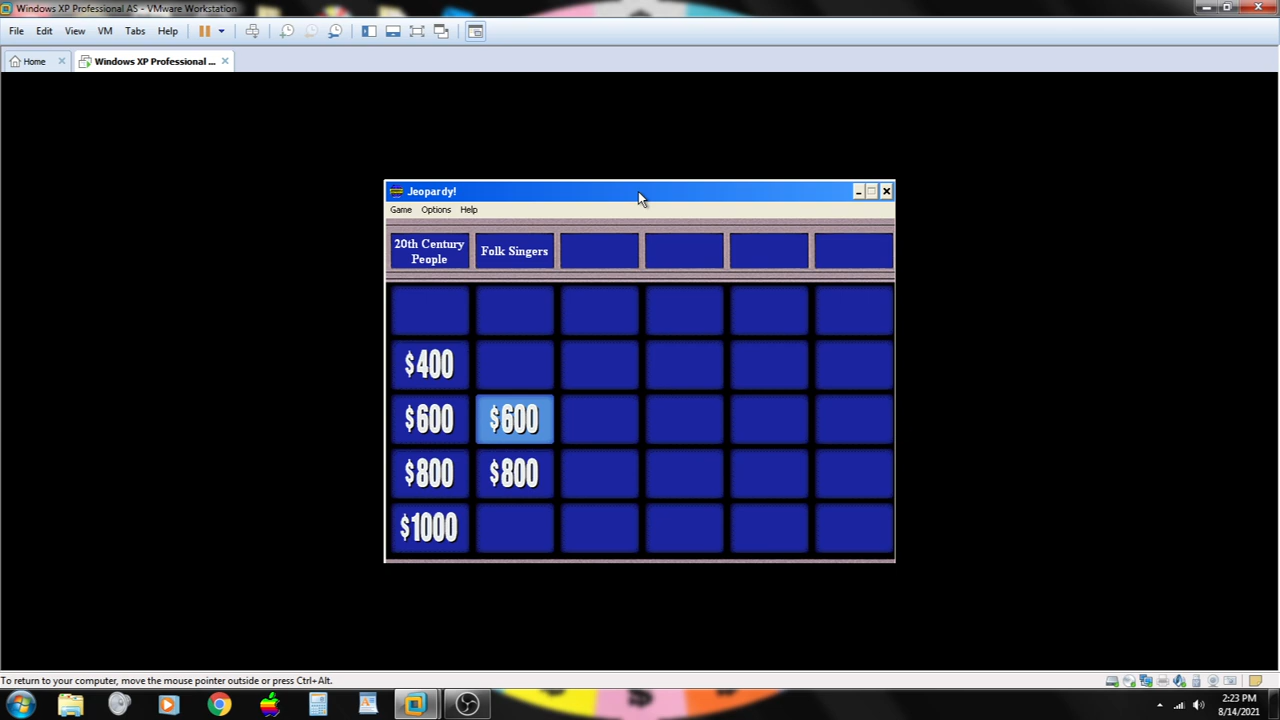 Windows XP Professional AS - VMware Workstation
File Edit View VM Tabs Help
Home Windows XP Professional ...
Jeopardy!
Game Options Help
20th Century
People
Folk Singers
$400
$600 $600
$800 $800
$1000
To return to your computer, move the mouse pointer outside or press Ctrl+Alt.
2:23 PM
8/14/2021